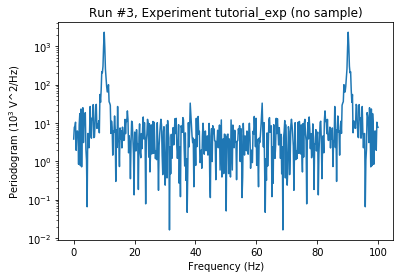 Run #3, Experiment tutorial_exp (no sample)
Periodogram (10³ V^2/Hz)
10³
10²
10¹
10⁰
10⁻¹
10⁻²
0 20 40 60 80 100
Frequency (Hz)